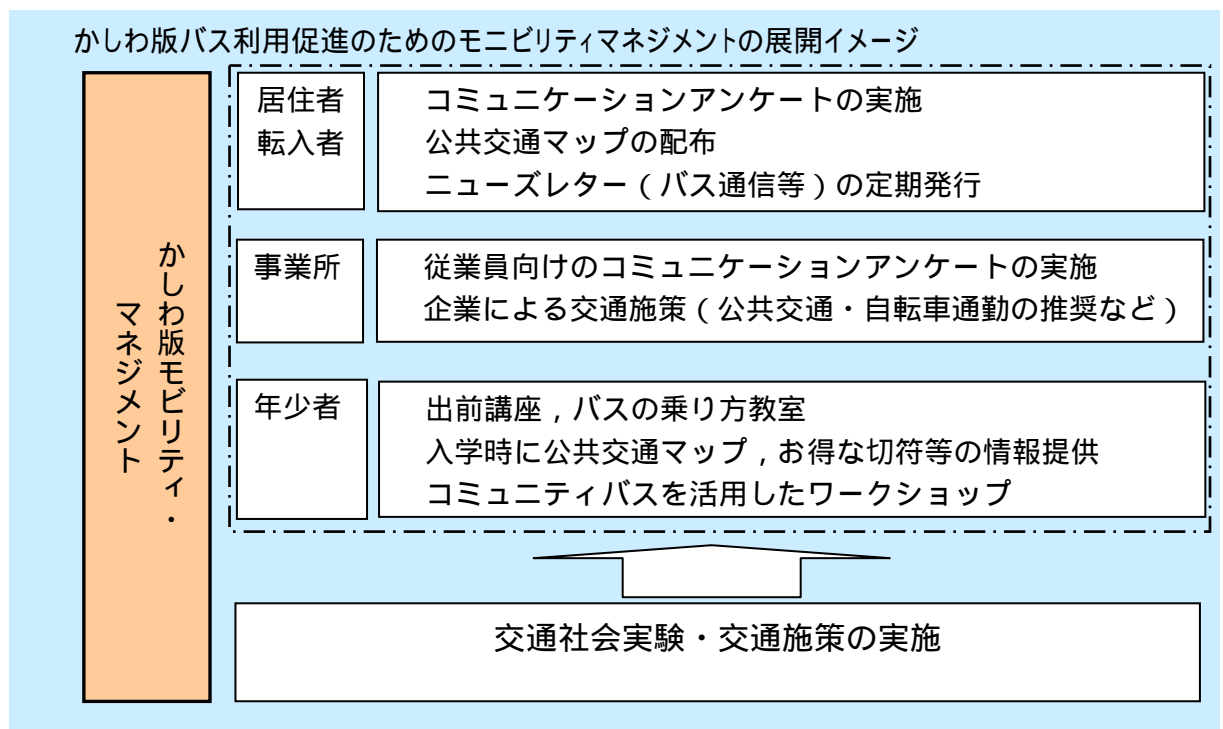 かしわ版バス利用促進のためのモニビリティマネジメントの展開イメージ
かしわ版モビリティ・
マネジメント
居住者
転入者
コミュニケーションアンケートの実施
公共交通マップの配布
ニューズレター(バス通信等)の定期発行
事業所
従業員向けのコミュニケーションアンケートの実施
企業による交通施策(公共交通・自転車通勤の推奨など)
年少者
出前講座,バスの乗り方教室
入学時に公共交通マップ,お得な切符等の情報提供
コミュニティバスを活用したワークショップ
交通社会実験・交通施策の実施